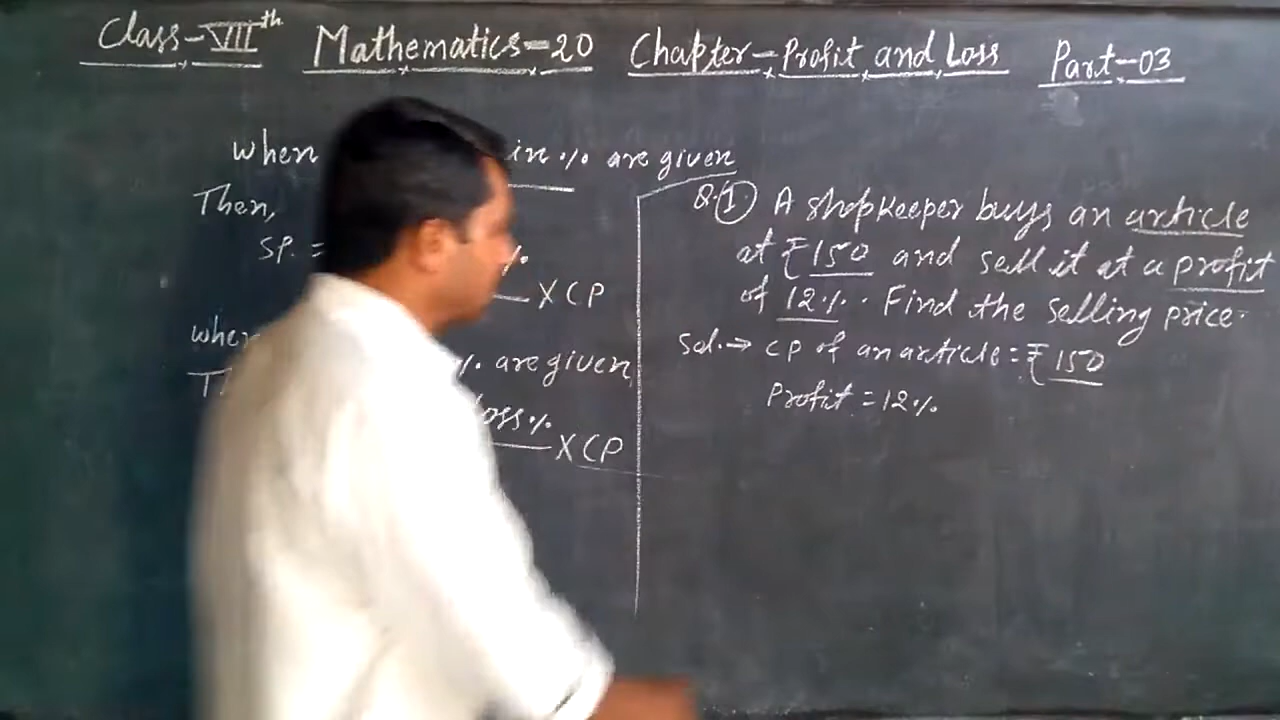 Class-VIIth Mathematics-20 Chapter-Profit and Loss Part-03
when in % are given
Then,
SP. = %
X CP
% are given
Loss %
X CP
Q.(1) A shopkeeper buys an article
at ₹150 and sell it at a profit
of 12%. Find the selling price.
Sol.→ CP of an article = ₹150
Profit = 12%